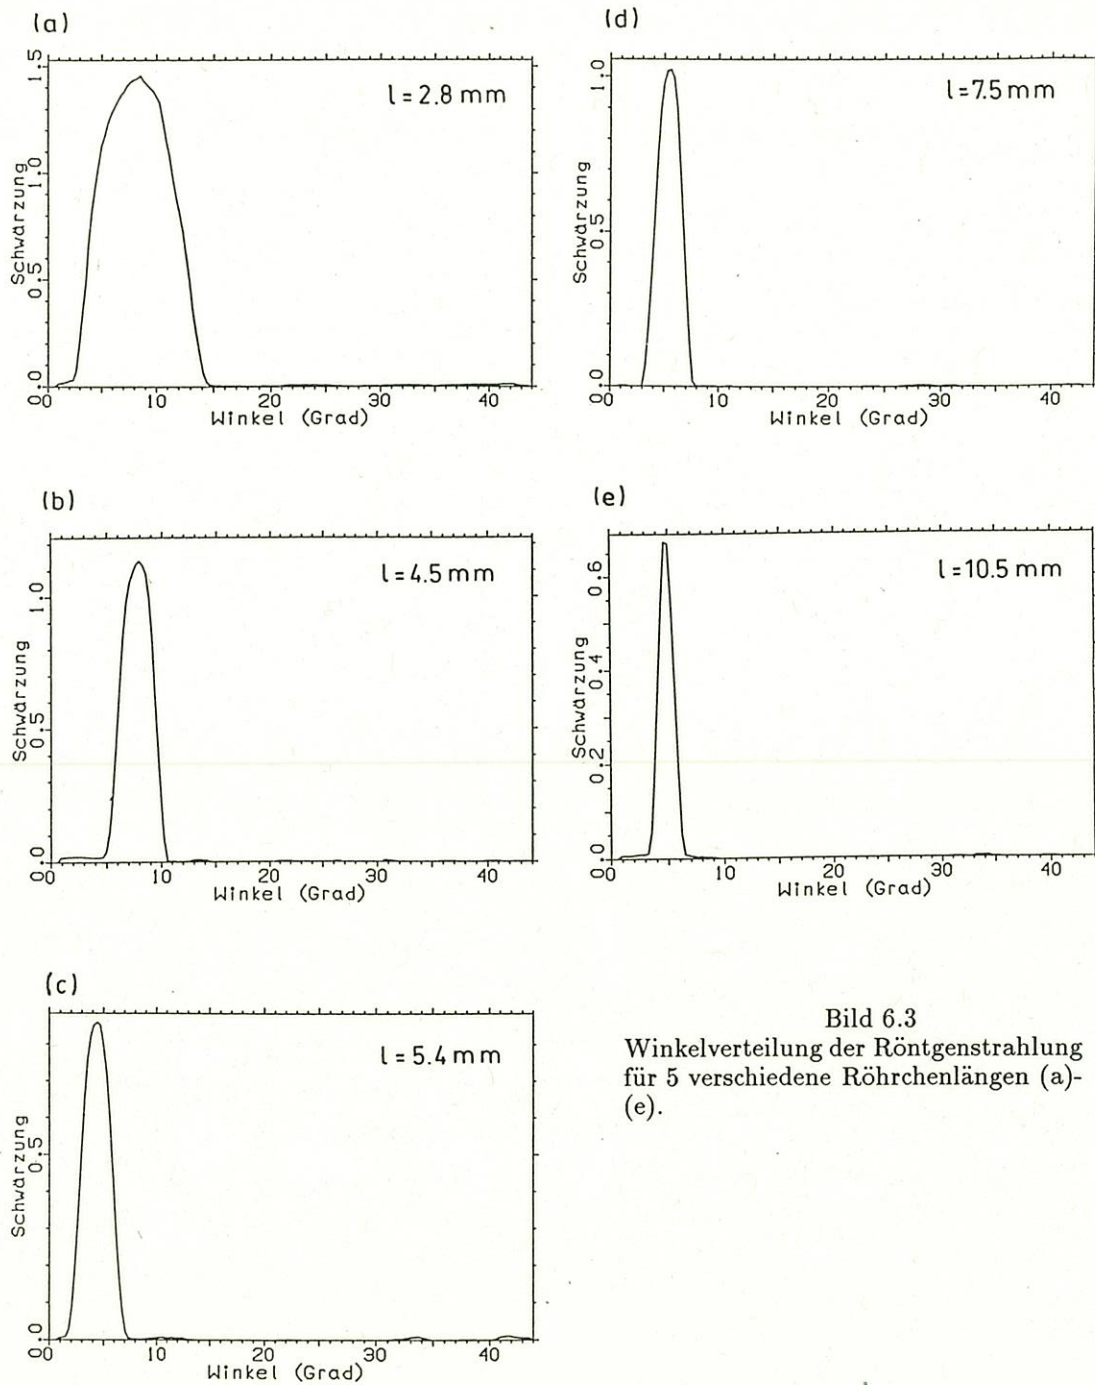 (a)
l = 2.8 mm
Schwärzung
0.0 0.5 1.0 1.5
0 10 20 30 40
Winkel (Grad)
(b)
l = 4.5 mm
Schwärzung
0.0 0.5 1.0
0 10 20 30 40
Winkel (Grad)
(c)
l = 5.4 mm
Schwärzung
0.0 0.5
0 10 20 30 40
Winkel (Grad)
(d)
l = 7.5 mm
Schwärzung
0.0 0.5 1.0
0 10 20 30 40
Winkel (Grad)
(e)
l = 10.5 mm
Schwärzung
0.0 0.2 0.4 0.6
0 10 20 30 40
Winkel (Grad)
Bild 6.3
Winkelverteilung der Röntgenstrahlung
für 5 verschiedene Röhrchenlängen (a)-
(e).